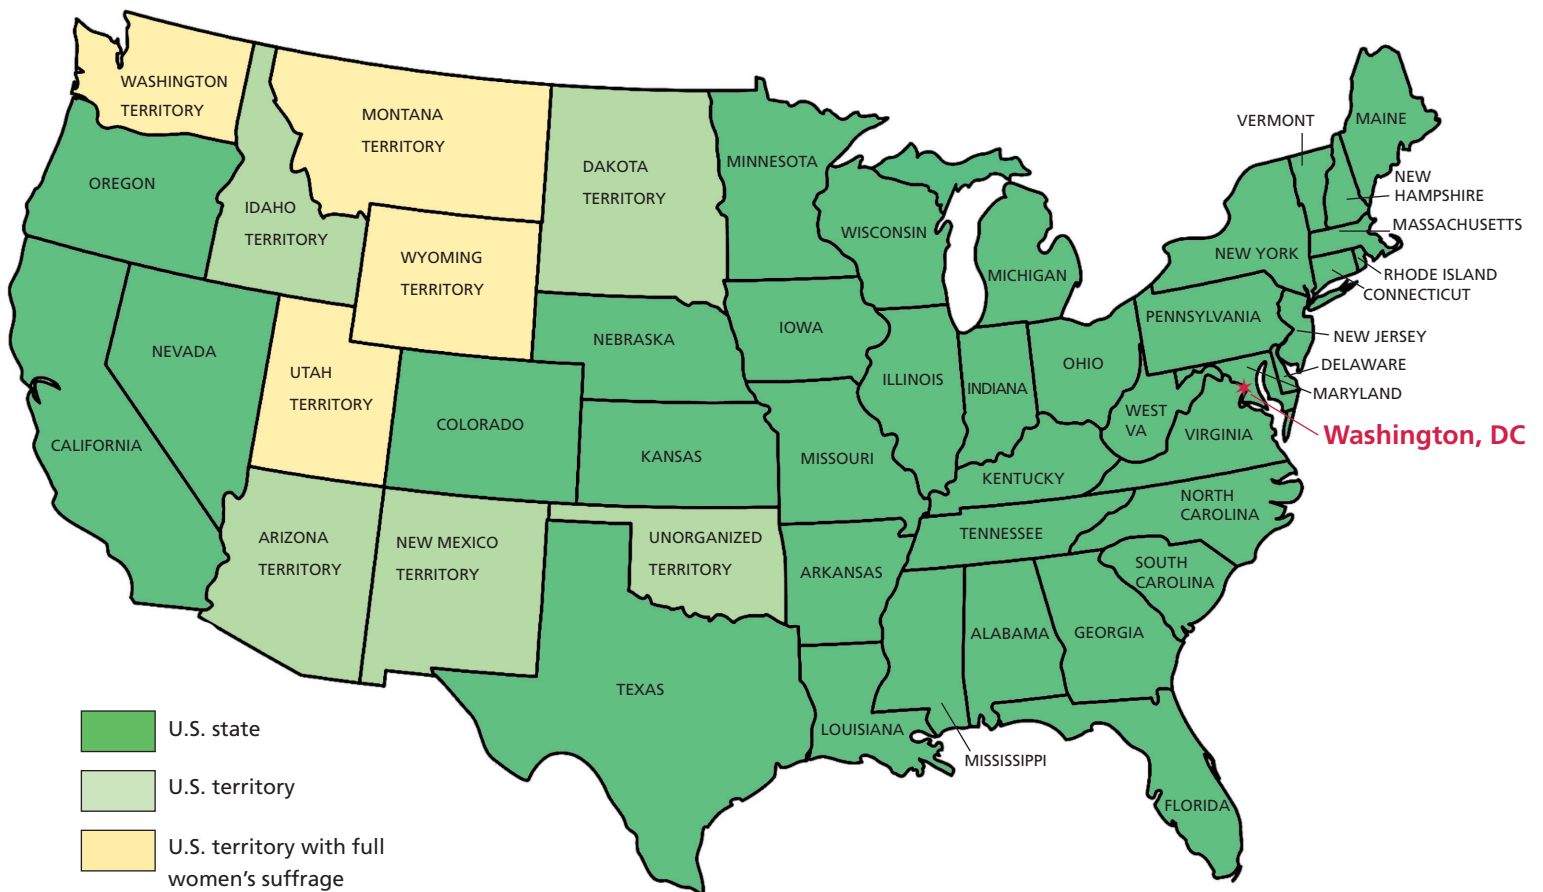 WASHINGTON
TERRITORY
MONTANA
TERRITORY
DAKOTA
TERRITORY
MINNESOTA
VERMONT
MAINE
OREGON
IDAHO
TERRITORY
WYOMING
TERRITORY
WISCONSIN
MICHIGAN
NEW YORK
NEW
HAMPSHIRE
MASSACHUSETTS
RHODE ISLAND
CONNECTICUT
NEVADA
UTAH
TERRITORY
NEBRASKA
IOWA
ILLINOIS
INDIANA
OHIO
PENNSYLVANIA
NEW JERSEY
DELAWARE
MARYLAND
CALIFORNIA
COLORADO
KANSAS
MISSOURI
KENTUCKY
WEST
VA
VIRGINIA
Washington, DC
ARIZONA
TERRITORY
NEW MEXICO
TERRITORY
UNORGANIZED
TERRITORY
ARKANSAS
TENNESSEE
NORTH
CAROLINA
SOUTH
CAROLINA
TEXAS
LOUISIANA
MISSISSIPPI
ALABAMA
GEORGIA
FLORIDA
U.S. state
U.S. territory
U.S. territory with full
women’s suffrage